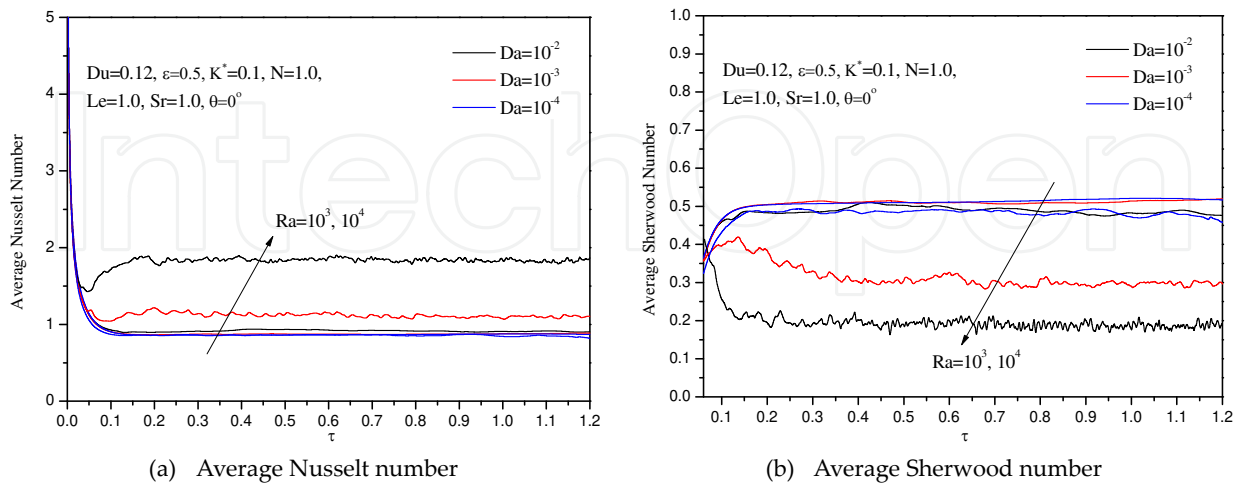 5
4
3
2
1
0
Average Nusselt Number
Du=0.12, ε=0.5, K*=0.1, N=1.0,
Le=1.0, Sr=1.0, θ=0°
Da=10⁻²
Da=10⁻³
Da=10⁻⁴
Ra=10³, 10⁴
0.0 0.1 0.2 0.3 0.4 0.5 0.6 0.7 0.8 0.9 1.0 1.1 1.2
τ
(a) Average Nusselt number
1.0
0.9
0.8
0.7
0.6
0.5
0.4
0.3
0.2
0.1
0.0
Average Sherwood Number
Du=0.12, ε=0.5, K*=0.1, N=1.0,
Le=1.0, Sr=1.0, θ=0°
Da=10⁻²
Da=10⁻³
Da=10⁻⁴
Ra=10³, 10⁴
0.1 0.2 0.3 0.4 0.5 0.6 0.7 0.8 0.9 1.0 1.1 1.2
τ
(b) Average Sherwood number
IntechOpen